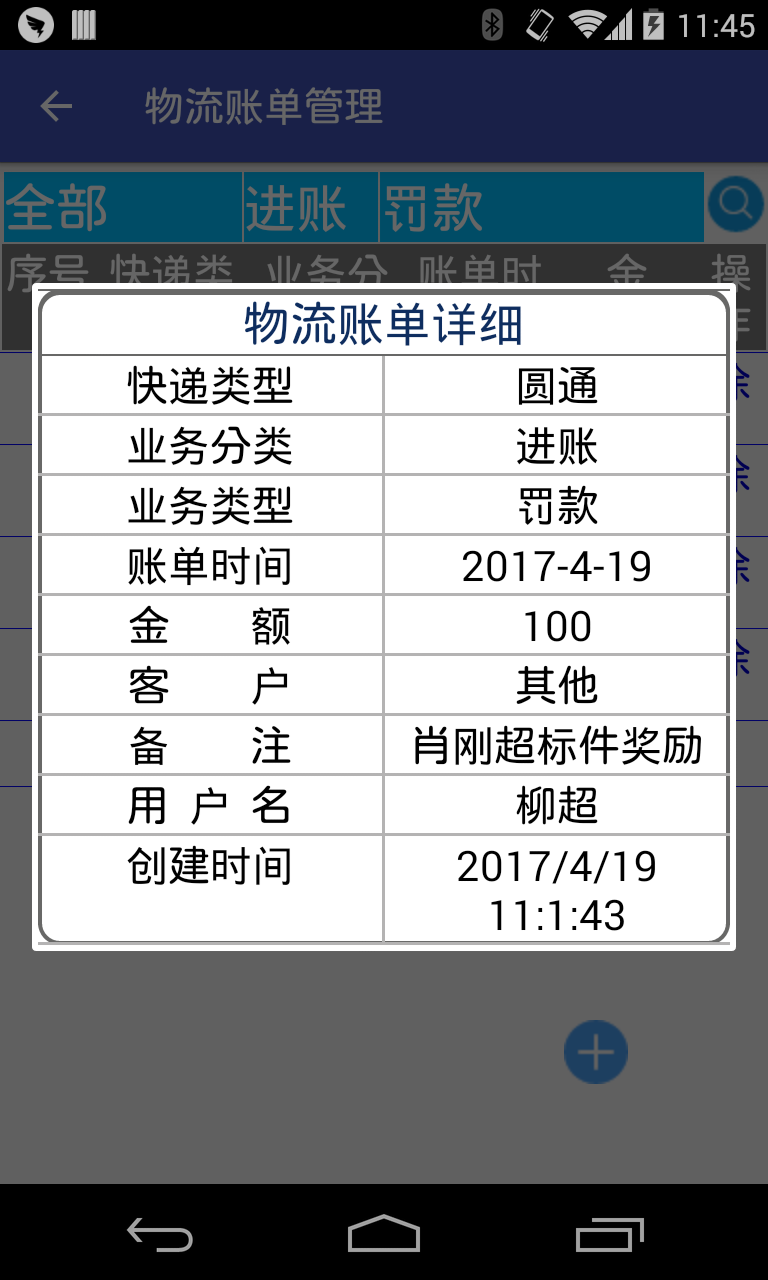 11:45
物流账单管理
全部 进账 罚款
序号 快递类 业务分 账单时 金 操
物流账单详细
快递类型 圆通
业务分类 进账
业务类型 罚款
账单时间 2017-4-19
金 额 100
客 户 其他
备 注 肖刚超标件奖励
用 户 名 柳超
创建时间 2017/4/19
11:1:43